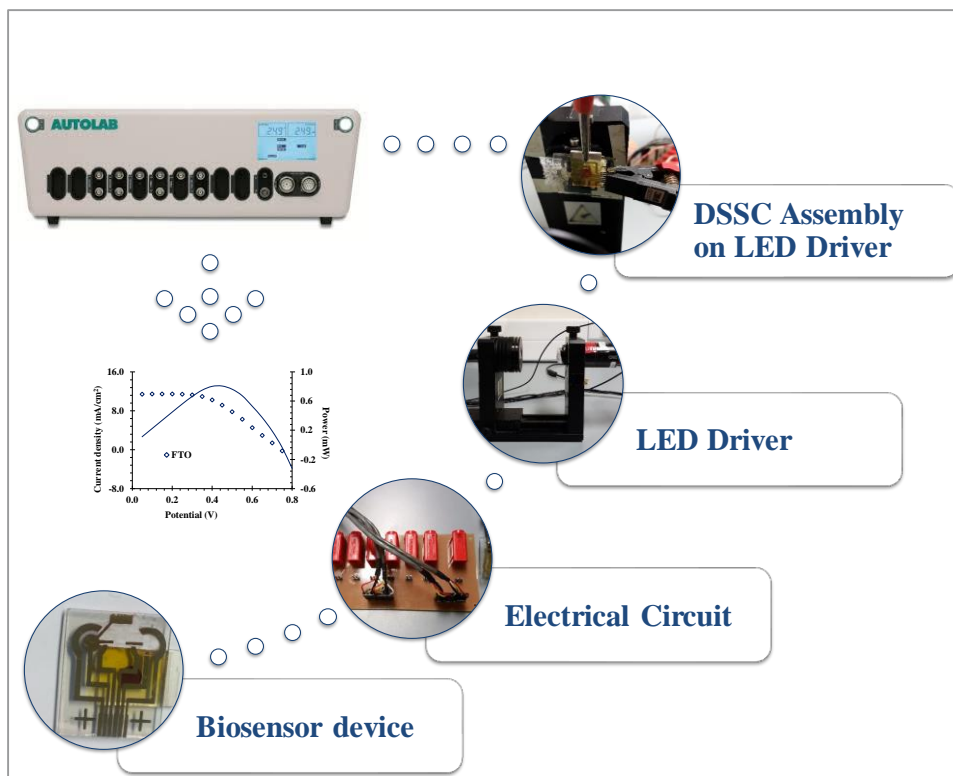 AUTOLAB
DSSC Assembly
on LED Driver
LED Driver
16.0
8.0
0.0
-8.0
1.0
0.6
0.2
-0.2
-0.6
0.0 0.2 0.4 0.6 0.8
Current density (mA/cm²)
Power (mW)
FTO
Potential (V)
Electrical Circuit
Biosensor device